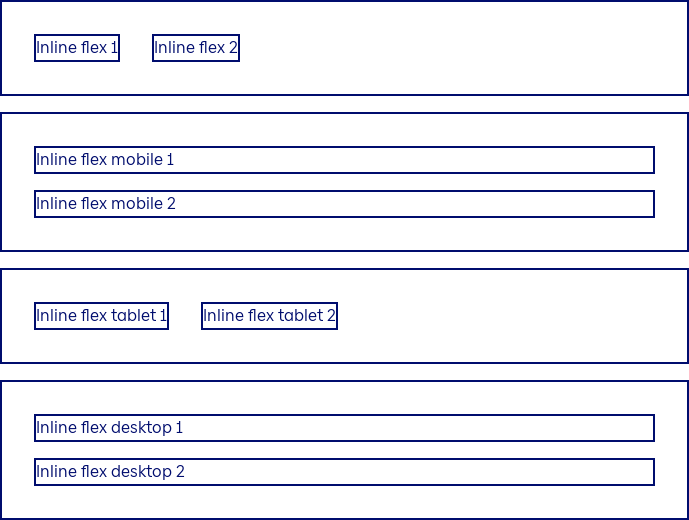 Inline flex 1 Inline flex 2
Inline flex mobile 1
Inline flex mobile 2
Inline flex tablet 1 Inline flex tablet 2
Inline flex desktop 1
Inline flex desktop 2